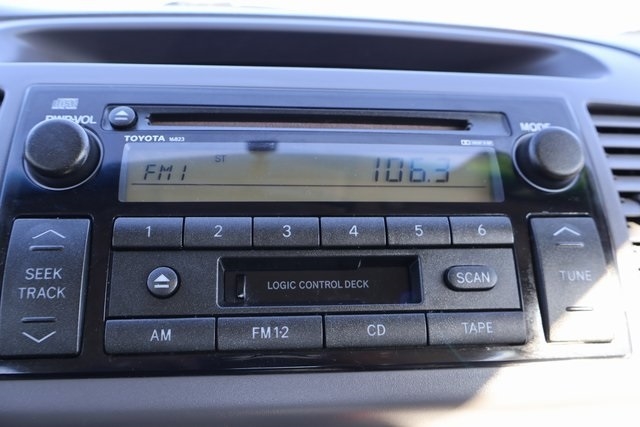 PWR•VOL
MODE
TOYOTA 16823
ST
FM1 106.3
1 2 3 4 5 6
SEEK
TRACK
LOGIC CONTROL DECK
SCAN
TUNE
AM FM1•2 CD TAPE